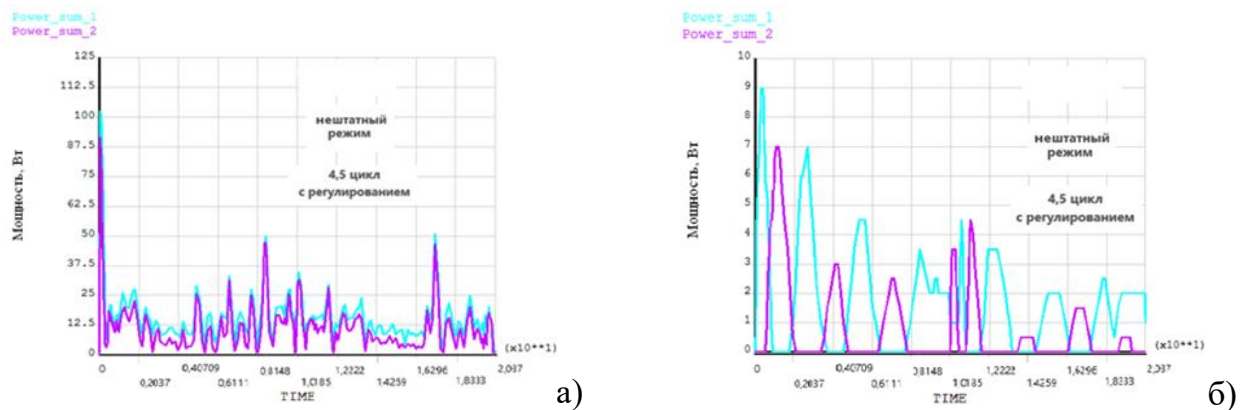 Power_sum_1
Power_sum_2
125
112.5
100
87.5
75
62.5
50
37.5
25
12.5
0
Мощность, Вт
нештатный
режим
4,5 цикл
с регулированием
(x10**1)
0 0,40709 0,8148 1,2222 1,6296 2,037
0,2037 0,6111 1,0185 1,4259 1,8333
TIME
а)
Power_sum_1
Power_sum_2
10
9
8
7
6
5
4
3
2
1
0
Мощность, Вт
нештатный
режим
4,5 цикл
с регулированием
(x10**1)
0 0,40709 0,8148 1,2222 1,6296 2,037
0,2037 0,6111 1,0185 1,4259 1,8333
TIME
б)